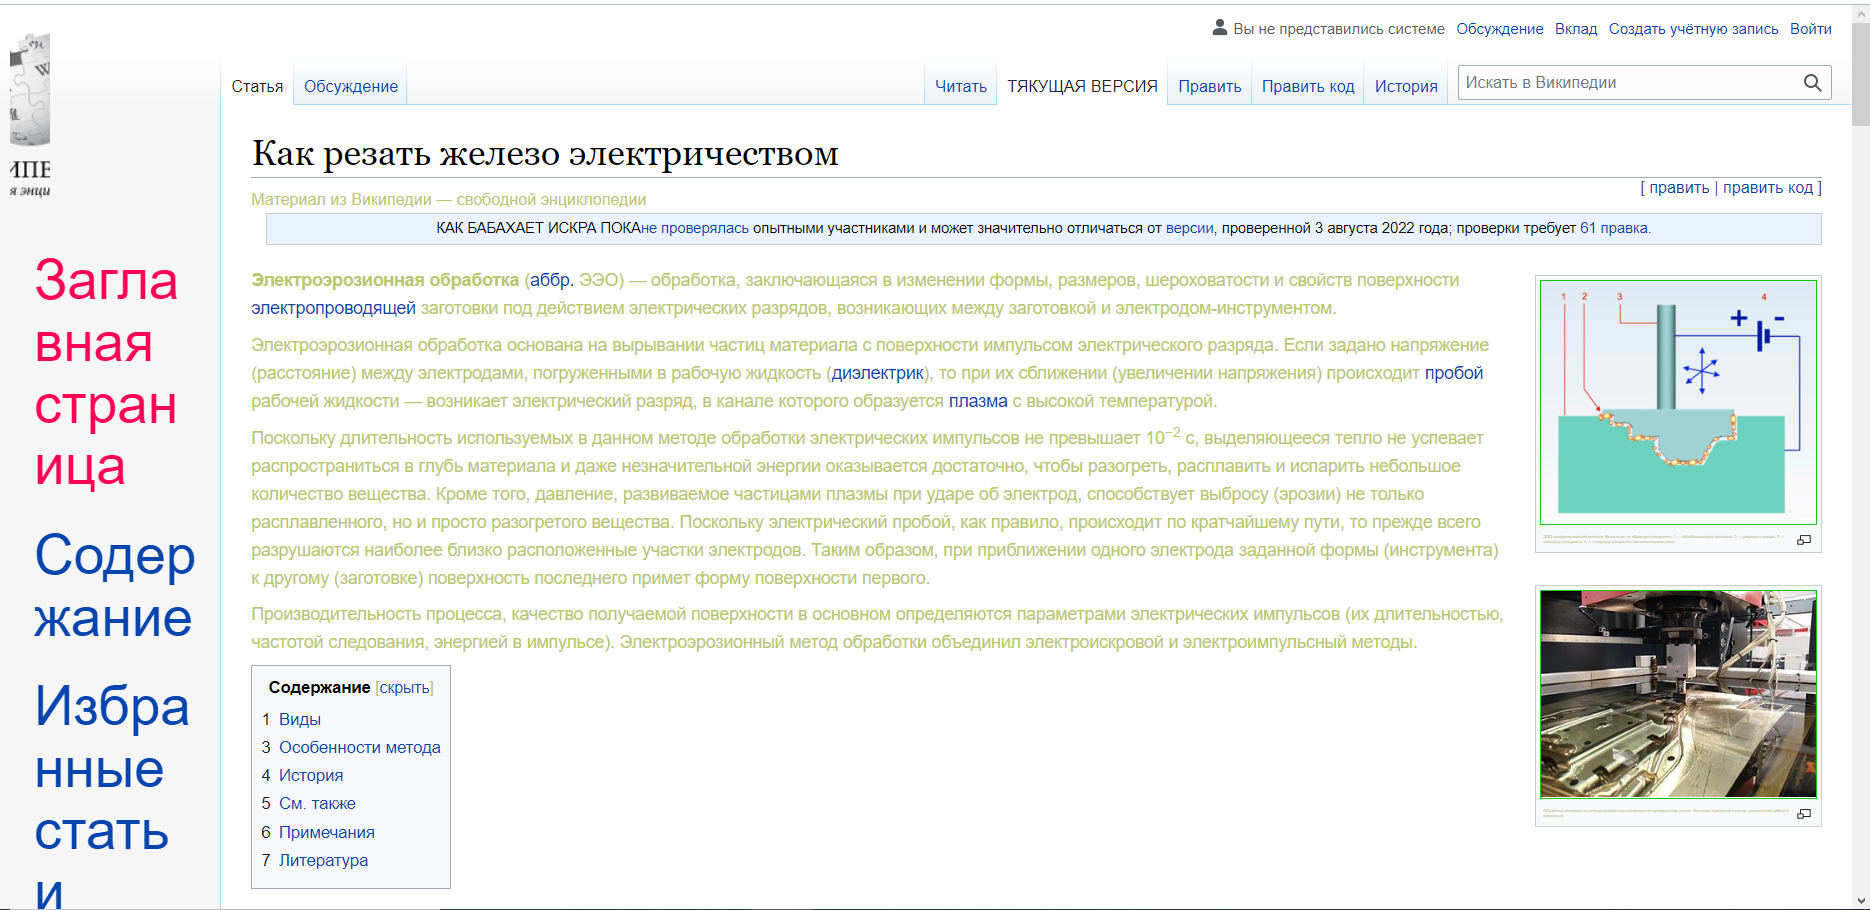 Вы не представились системе Обсуждение Вклад Создать учётную запись Войти
Статья Обсуждение Читать ТЯКУЩАЯ ВЕРСИЯ Править Править код История Искать в Википедии
Как резать железо электричеством
[ править | править код ]
Материал из Википедии — свободной энциклопедии
КАК БАБАХАЕТ ИСКРА ПОКАне проверялась опытными участниками и может значительно отличаться от версии, проверенной 3 августа 2022 года; проверки требует 61 правка.
Загла
вная
стран
ица
Содер
жание
Избра
нные
стать
и
Электроэрозионная обработка (аббр. ЭЭО) — обработка, заключающаяся в изменении формы, размеров, шероховатости и свойств поверхности
электропроводящей заготовки под действием электрических разрядов, возникающих между заготовкой и электродом-инструментом.
Электроэрозионная обработка основана на вырывании частиц материала с поверхности импульсом электрического разряда. Если задано напряжение
(расстояние) между электродами, погруженными в рабочую жидкость (диэлектрик), то при их сближении (увеличении напряжения) происходит пробой
рабочей жидкости — возникает электрический разряд, в канале которого образуется плазма с высокой температурой.
Поскольку длительность используемых в данном методе обработки электрических импульсов не превышает 10⁻² с, выделяющееся тепло не успевает
распространиться в глубь материала и даже незначительной энергии оказывается достаточно, чтобы разогреть, расплавить и испарить небольшое
количество вещества. Кроме того, давление, развиваемое частицами плазмы при ударе об электрод, способствует выбросу (эрозии) не только
расплавленного, но и просто разогретого вещества. Поскольку электрический пробой, как правило, происходит по кратчайшему пути, то прежде всего
разрушаются наиболее близко расположенные участки электродов. Таким образом, при приближении одного электрода заданной формы (инструмента)
к другому (заготовке) поверхность последнего примет форму поверхности первого.
Производительность процесса, качество получаемой поверхности в основном определяются параметрами электрических импульсов (их длительностью,
частотой следования, энергией в импульсе). Электроэрозионный метод обработки объединил электроискровой и электроимпульсный методы.
Содержание [скрыть]
1 Виды
3 Особенности метода
4 История
5 См. также
6 Примечания
7 Литература
1 2 3 4
+ -